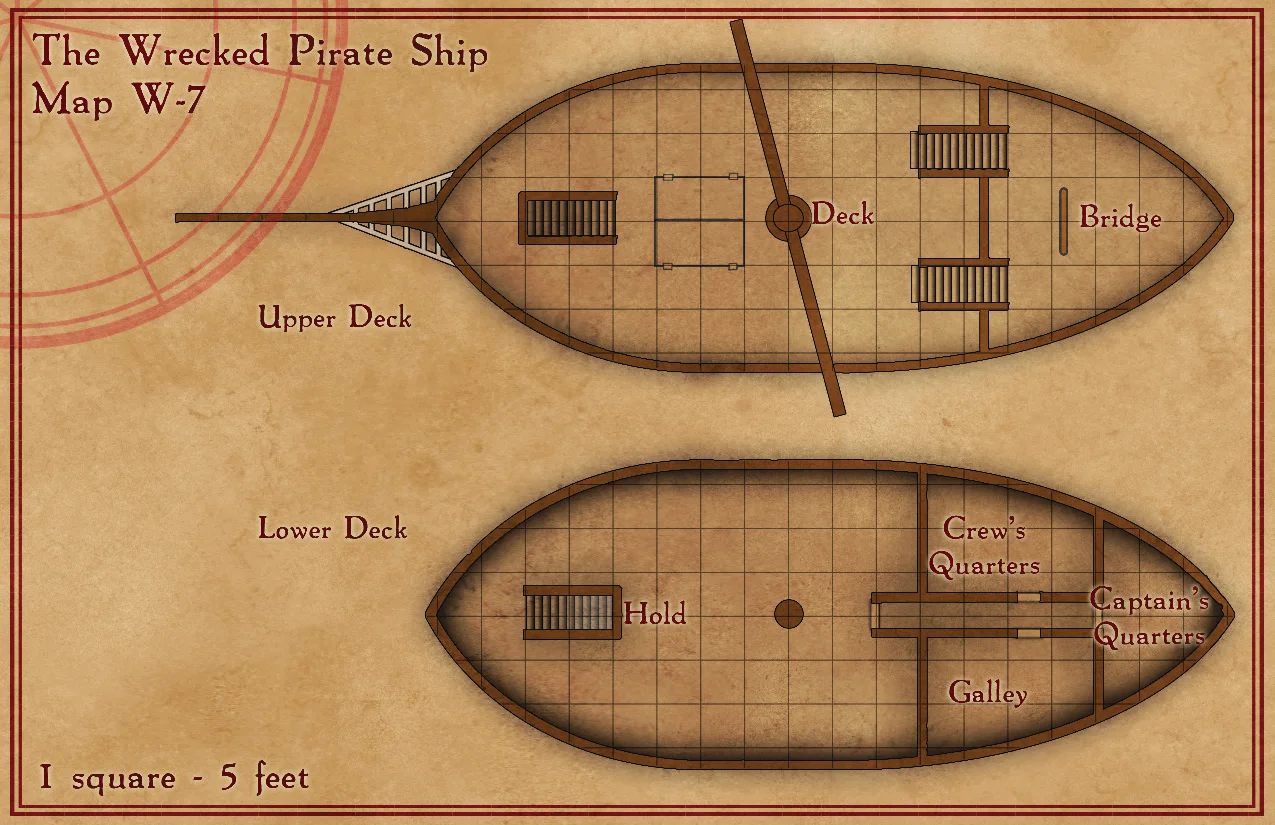 The Wrecked Pirate Ship
Map W-7
Deck
Bridge
Upper Deck
Lower Deck
Crew's
Quarters
Hold
Captain's
Quarters
Galley
1 square - 5 feet